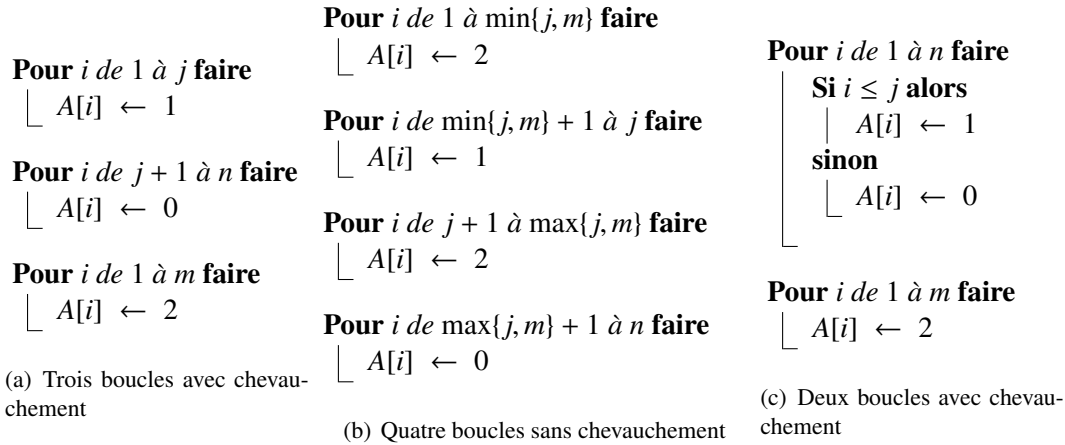 Pour i de 1 à j faire
A[i] ← 1
Pour i de j + 1 à n faire
A[i] ← 0
Pour i de 1 à m faire
A[i] ← 2
(a) Trois boucles avec chevau-
chement
Pour i de 1 à min{j, m} faire
A[i] ← 2
Pour i de min{j, m} + 1 à j faire
A[i] ← 1
Pour i de j + 1 à max{j, m} faire
A[i] ← 2
Pour i de max{j, m} + 1 à n faire
A[i] ← 0
(b) Quatre boucles sans chevauchement
Pour i de 1 à n faire
Si i ≤ j alors
A[i] ← 1
sinon
A[i] ← 0
Pour i de 1 à m faire
A[i] ← 2
(c) Deux boucles avec chevau-
chement